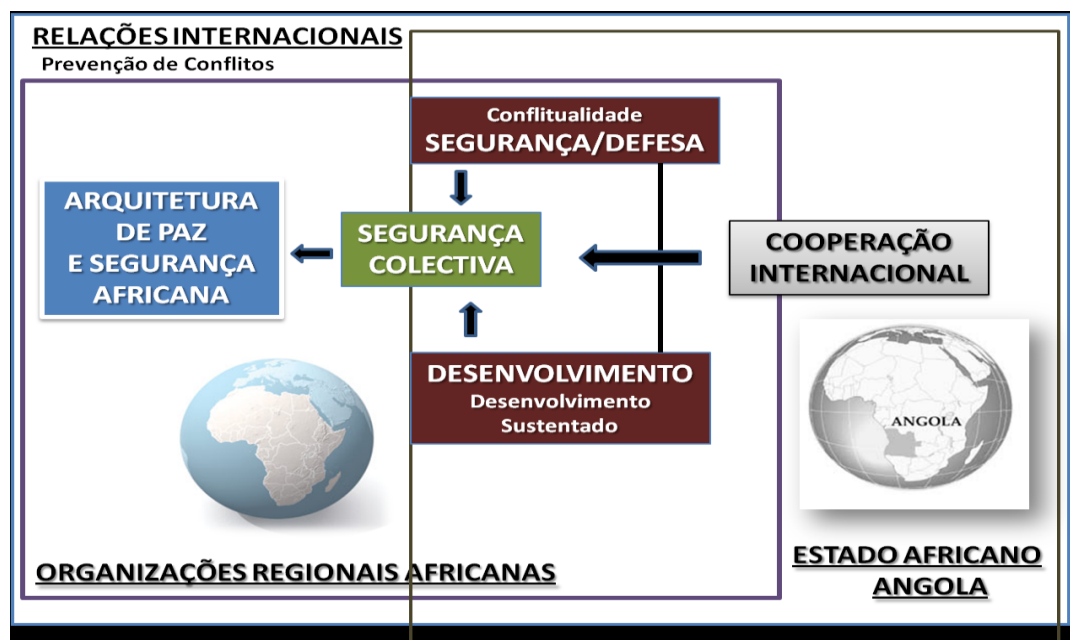 RELAÇÕES INTERNACIONAIS
Prevenção de Conflitos
Conflitualidade
SEGURANÇA/DEFESA
ARQUITETURA
DE PAZ
E SEGURANÇA
AFRICANA
SEGURANÇA
COLECTIVA
COOPERAÇÃO
INTERNACIONAL
DESENVOLVIMENTO
Desenvolvimento
Sustentado
ANGOLA
ORGANIZAÇÕES REGIONAIS AFRICANAS
ESTADO AFRICANO
ANGOLA